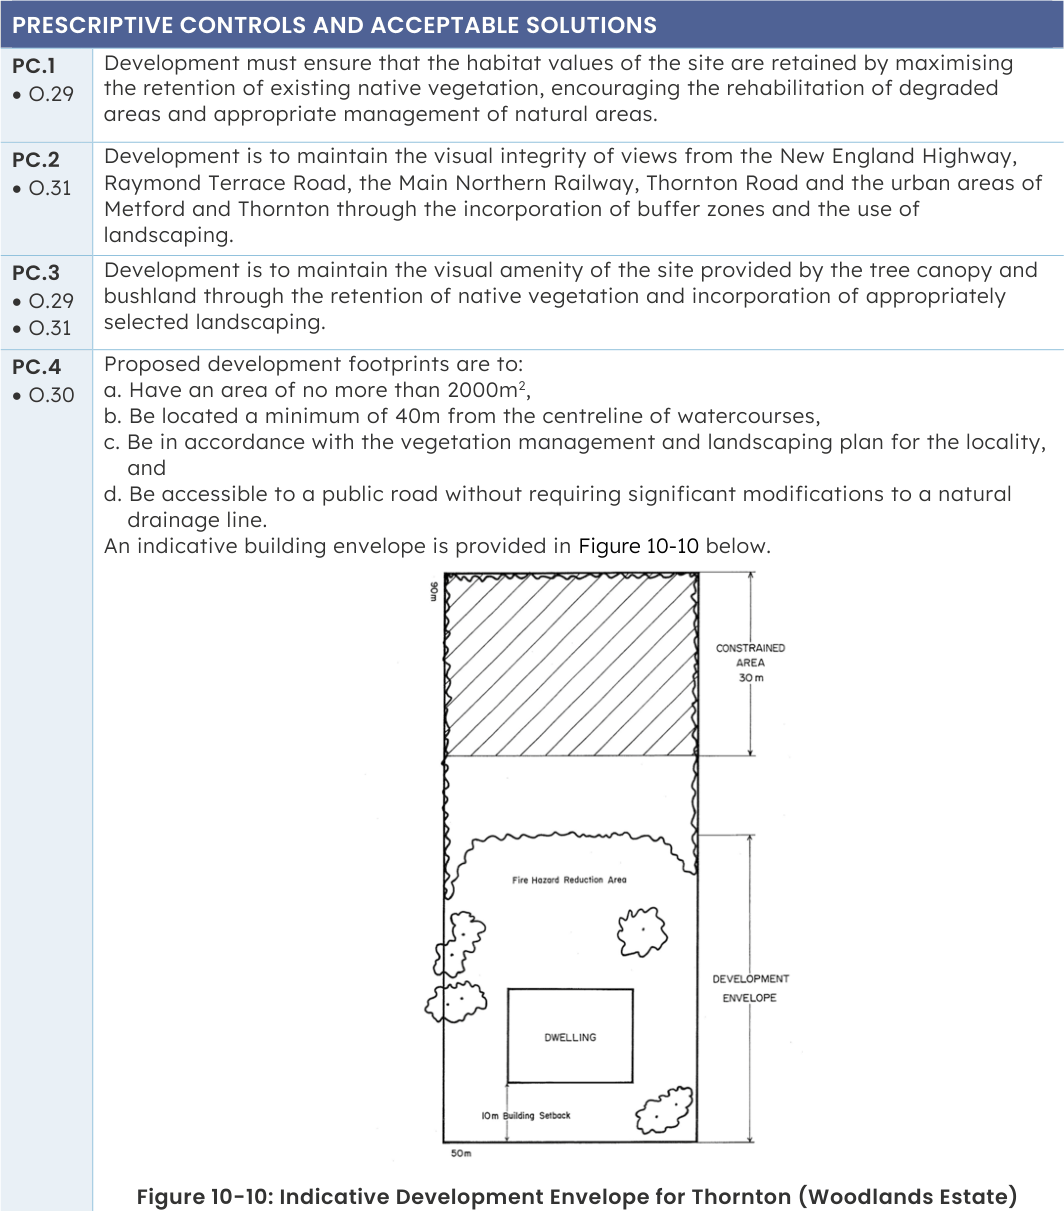 PRESCRIPTIVE CONTROLS AND ACCEPTABLE SOLUTIONS
PC.1
• O.29
Development must ensure that the habitat values of the site are retained by maximising
the retention of existing native vegetation, encouraging the rehabilitation of degraded
areas and appropriate management of natural areas.
PC.2
• O.31
Development is to maintain the visual integrity of views from the New England Highway,
Raymond Terrace Road, the Main Northern Railway, Thornton Road and the urban areas of
Metford and Thornton through the incorporation of buffer zones and the use of
landscaping.
PC.3
• O.29
• O.31
Development is to maintain the visual amenity of the site provided by the tree canopy and
bushland through the retention of native vegetation and incorporation of appropriately
selected landscaping.
PC.4
• O.30
Proposed development footprints are to:
a. Have an area of no more than 2000m²,
b. Be located a minimum of 40m from the centreline of watercourses,
c. Be in accordance with the vegetation management and landscaping plan for the locality,
and
d. Be accessible to a public road without requiring significant modifications to a natural
drainage line.
An indicative building envelope is provided in Figure 10-10 below.
90m
CONSTRAINED
AREA
30 m
Fire Hazard Reduction Area
DEVELOPMENT
ENVELOPE
DWELLING
10m Building Setback
50m
Figure 10-10: Indicative Development Envelope for Thornton (Woodlands Estate)